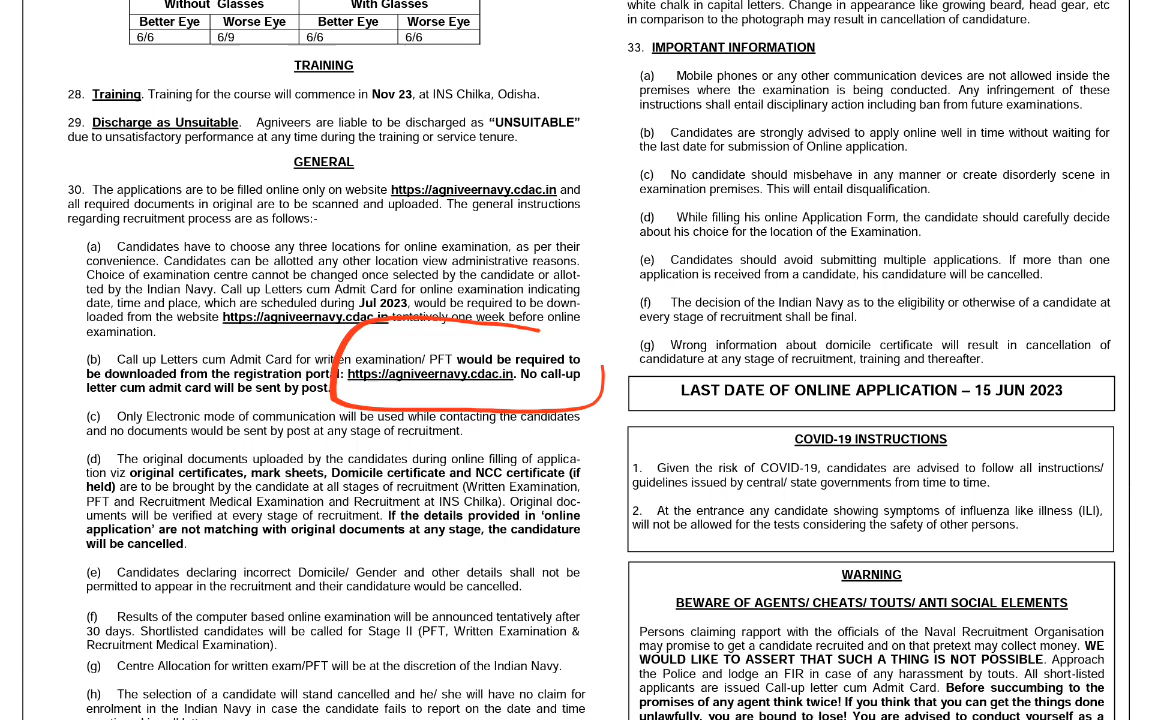 Without Glasses With Glasses
Better Eye Worse Eye Better Eye Worse Eye
6/6 6/9 6/6 6/6
TRAINING
28. Training. Training for the course will commence in Nov 23, at INS Chilka, Odisha.
29. Discharge as Unsuitable. Agniveers are liable to be discharged as “UNSUITABLE”
due to unsatisfactory performance at any time during the training or service tenure.
GENERAL
30. The applications are to be filled online only on website https://agniveernavy.cdac.in and
all required documents in original are to be scanned and uploaded. The general instructions
regarding recruitment process are as follows:-
(a) Candidates have to choose any three locations for online examination, as per their
convenience. Candidates can be allotted any other location view administrative reasons.
Choice of examination centre cannot be changed once selected by the candidate or allot-
ted by the Indian Navy. Call up Letters cum Admit Card for online examination indicating
date, time and place, which are scheduled during Jul 2023, would be required to be down-
loaded from the website https://agniveernavy.cdac.in tentatively one week before online
examination.
(b) Call up Letters cum Admit Card for written examination/ PFT would be required to
be downloaded from the registration portal: https://agniveernavy.cdac.in. No call-up
letter cum admit card will be sent by post.
(c) Only Electronic mode of communication will be used while contacting the candidates
and no documents would be sent by post at any stage of recruitment.
(d) The original documents uploaded by the candidates during online filling of applica-
tion viz original certificates, mark sheets, Domicile certificate and NCC certificate (if
held) are to be brought by the candidate at all stages of recruitment (Written Examination,
PFT and Recruitment Medical Examination and Recruitment at INS Chilka). Original doc-
uments will be verified at every stage of recruitment. If the details provided in ‘online
application’ are not matching with original documents at any stage, the candidature
will be cancelled.
(e) Candidates declaring incorrect Domicile/ Gender and other details shall not be
permitted to appear in the recruitment and their candidature would be cancelled.
(f) Results of the computer based online examination will be announced tentatively after
30 days. Shortlisted candidates will be called for Stage II (PFT, Written Examination &
Recruitment Medical Examination).
(g) Centre Allocation for written exam/PFT will be at the discretion of the Indian Navy.
(h) The selection of a candidate will stand cancelled and he/ she will have no claim for
enrolment in the Indian Navy in case the candidate fails to report on the date and time
white chalk in capital letters. Change in appearance like growing beard, head gear, etc
in comparison to the photograph may result in cancellation of candidature.
33. IMPORTANT INFORMATION
(a) Mobile phones or any other communication devices are not allowed inside the
premises where the examination is being conducted. Any infringement of these
instructions shall entail disciplinary action including ban from future examinations.
(b) Candidates are strongly advised to apply online well in time without waiting for
the last date for submission of Online application.
(c) No candidate should misbehave in any manner or create disorderly scene in
examination premises. This will entail disqualification.
(d) While filling his online Application Form, the candidate should carefully decide
about his choice for the location of the Examination.
(e) Candidates should avoid submitting multiple applications. If more than one
application is received from a candidate, his candidature will be cancelled.
(f) The decision of the Indian Navy as to the eligibility or otherwise of a candidate at
every stage of recruitment shall be final.
(g) Wrong information about domicile certificate will result in cancellation of
candidature at any stage of recruitment, training and thereafter.
LAST DATE OF ONLINE APPLICATION – 15 JUN 2023
COVID-19 INSTRUCTIONS
1. Given the risk of COVID-19, candidates are advised to follow all instructions/
guidelines issued by central/ state governments from time to time.
2. At the entrance any candidate showing symptoms of influenza like illness (ILI),
will not be allowed for the tests considering the safety of other persons.
WARNING
BEWARE OF AGENTS/ CHEATS/ TOUTS/ ANTI SOCIAL ELEMENTS
Persons claiming rapport with the officials of the Naval Recruitment Organisation
may promise to get a candidate recruited and on that pretext may collect money. WE
WOULD LIKE TO ASSERT THAT SUCH A THING IS NOT POSSIBLE. Approach
the Police and lodge an FIR in case of any harassment by touts. All short-listed
applicants are issued Call-up letter cum Admit Card. Before succumbing to the
promises of any agent think twice! If you think that you can get the things done
unlawfully, you are bound to lose! You are advised to conduct yourself as a